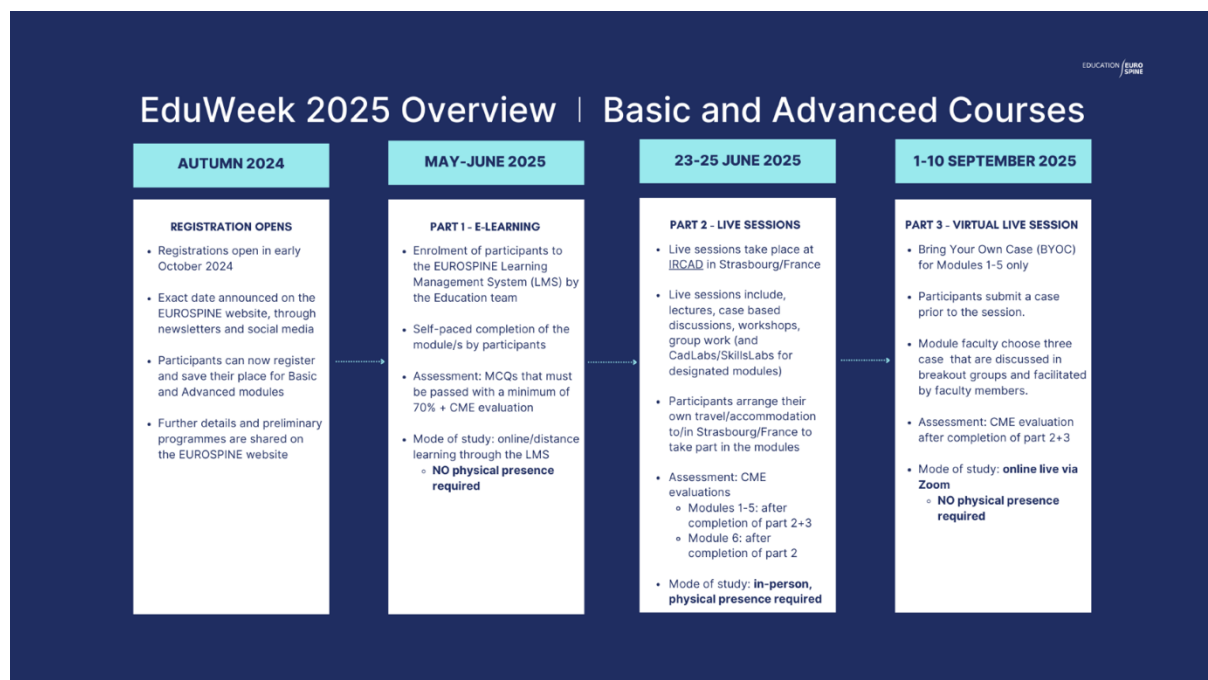 EDUCATION EURO
SPINE
EduWeek 2025 Overview | Basic and Advanced Courses
AUTUMN 2024
REGISTRATION OPENS
• Registrations open in early
October 2024
• Exact date announced on the
EUROSPINE website, through
newsletters and social media
• Participants can now register
and save their place for Basic
and Advanced modules
• Further details and preliminary
programmes are shared on
the EUROSPINE website
MAY-JUNE 2025
PART 1 - E-LEARNING
• Enrolment of participants to
the EUROSPINE Learning
Management System (LMS) by
the Education team
• Self-paced completion of the
module/s by participants
• Assessment: MCQs that must
be passed with a minimum of
70% + CME evaluation
• Mode of study: online/distance
learning through the LMS
◦ NO physical presence
required
23-25 JUNE 2025
PART 2 - LIVE SESSIONS
• Live sessions take place at
IRCAD in Strasbourg/France
• Live sessions include,
lectures, case based
discussions, workshops,
group work (and
CadLabs/SkillsLabs for
designated modules)
• Participants arrange their
own travel/accommodation
to/in Strasbourg/France to
take part in the modules
• Assessment: CME
evaluations
◦ Modules 1-5: after
completion of part 2+3
◦ Module 6: after
completion of part 2
• Mode of study: in-person,
physical presence required
1-10 SEPTEMBER 2025
PART 3 - VIRTUAL LIVE SESSION
• Bring Your Own Case (BYOC)
for Modules 1-5 only
• Participants submit a case
prior to the session.
• Module faculty choose three
case that are discussed in
breakout groups and facilitated
by faculty members.
• Assessment: CME evaluation
after completion of part 2+3
• Mode of study: online live via
Zoom
◦ NO physical presence
required